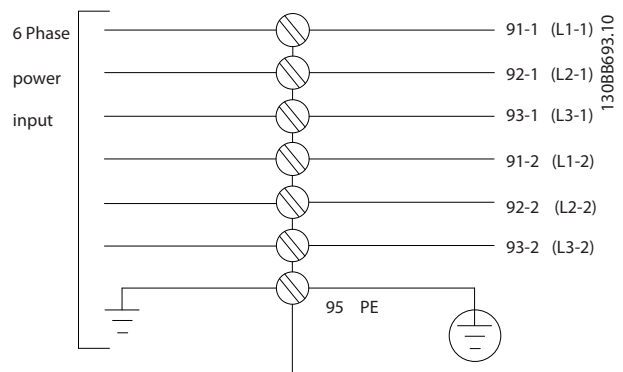 6 Phase
power
input
91-1 (L1-1)
92-1 (L2-1)
93-1 (L3-1)
91-2 (L1-2)
92-2 (L2-2)
93-2 (L3-2)
95 PE
130BB693.10